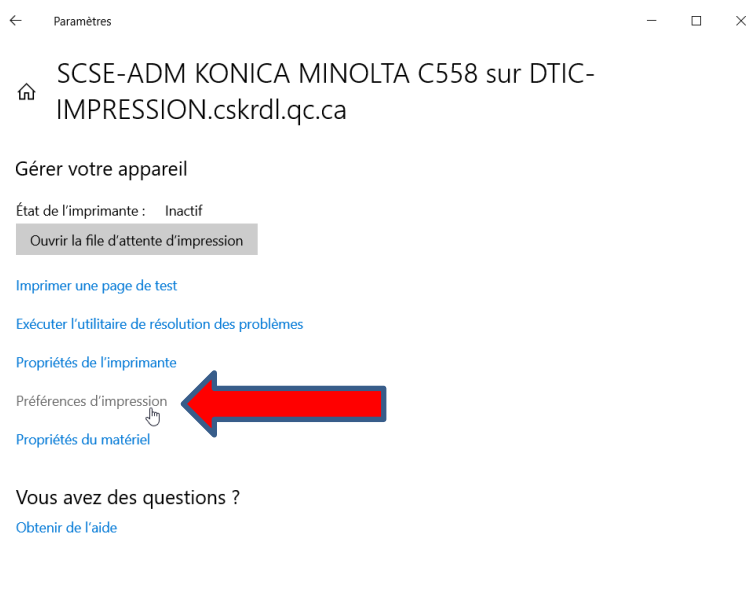 Paramètres
SCSE-ADM KONICA MINOLTA C558 sur DTIC-
IMPRESSION.cskrdl.qc.ca
Gérer votre appareil
État de l’imprimante : Inactif
Ouvrir la file d’attente d’impression
Imprimer une page de test
Exécuter l’utilitaire de résolution des problèmes
Propriétés de l’imprimante
Préférences d’impression
Propriétés du matériel
Vous avez des questions ?
Obtenir de l’aide